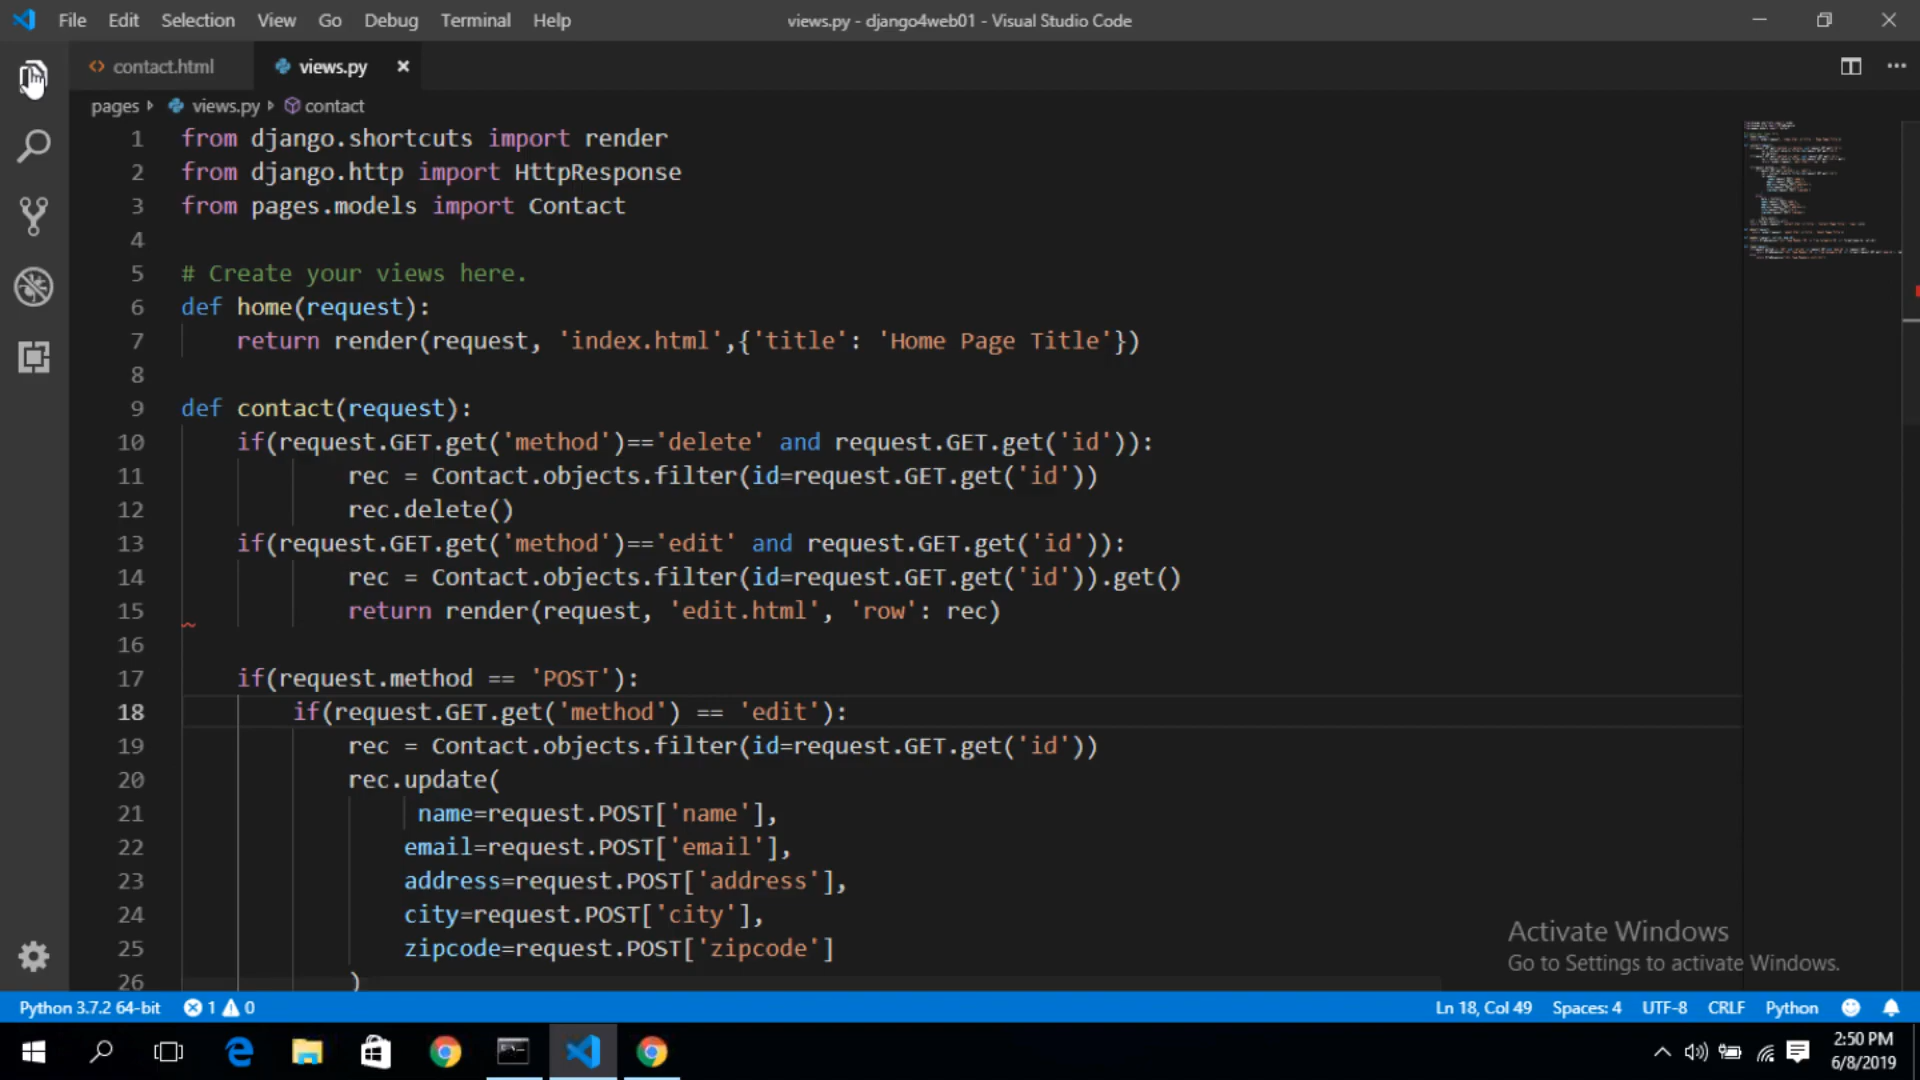 File Edit Selection View Go Debug Terminal Help
views.py - django4web01 - Visual Studio Code
contact.html views.py
pages views.py contact
1 from django.shortcuts import render
2 from django.http import HttpResponse
3 from pages.models import Contact
4
5 # Create your views here.
6 def home(request):
7 return render(request, 'index.html',{'title': 'Home Page Title'})
8
9 def contact(request):
10 if(request.GET.get('method')=='delete' and request.GET.get('id')):
11 rec = Contact.objects.filter(id=request.GET.get('id'))
12 rec.delete()
13 if(request.GET.get('method')=='edit' and request.GET.get('id')):
14 rec = Contact.objects.filter(id=request.GET.get('id')).get()
15 return render(request, 'edit.html', 'row': rec)
16
17 if(request.method == 'POST'):
18 if(request.GET.get('method') == 'edit'):
19 rec = Contact.objects.filter(id=request.GET.get('id'))
20 rec.update(
21 name=request.POST['name'],
22 email=request.POST['email'],
23 address=request.POST['address'],
24 city=request.POST['city'],
25 zipcode=request.POST['zipcode']
26 )
Activate Windows
Go to Settings to activate Windows.
Python 3.7.2 64-bit 1 0 Ln 18, Col 49 Spaces: 4 UTF-8 CRLF Python
2:50 PM
6/8/2019